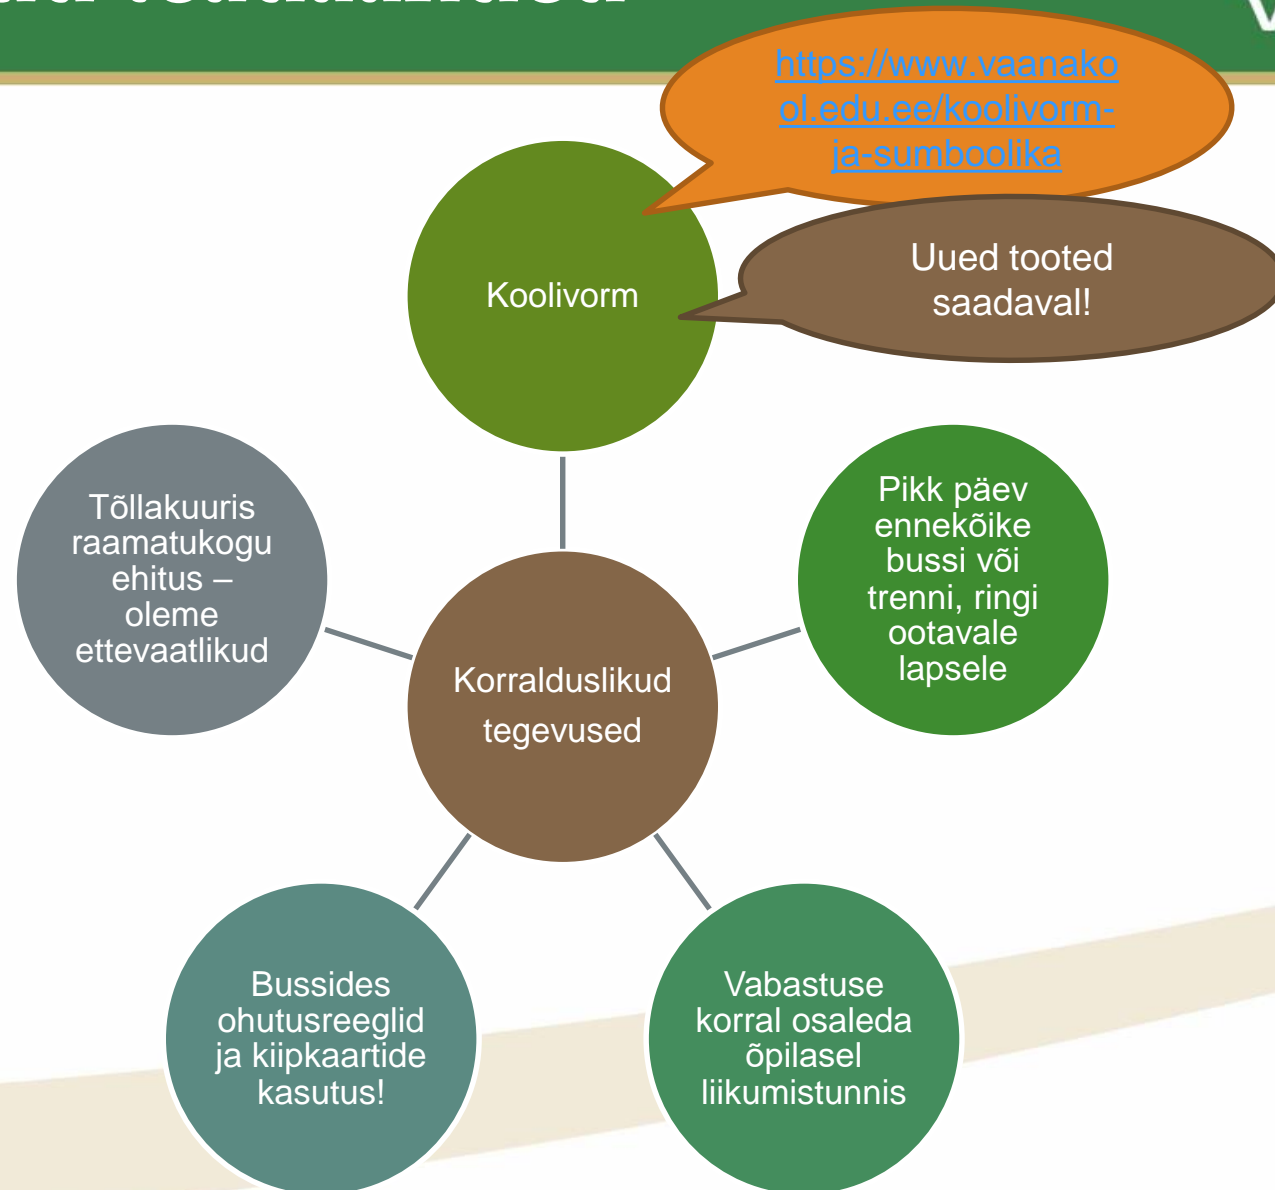 https://www.vaanako
ol.edu.ee/koolivorm-
ja-sumboolika
Uued tooted
saadaval!
Koolivorm
Pikk päev
ennekõike
bussi või
trenni, ringi
ootavale
lapsele
Tõllakuuris
raamatukogu
ehitus –
oleme
ettevaatlikud
Korralduslikud
tegevused
Bussides
ohutusreeglid
ja kiipkaartide
kasutus!
Vabastuse
korral osaleda
õpilasel
liikumistunnis